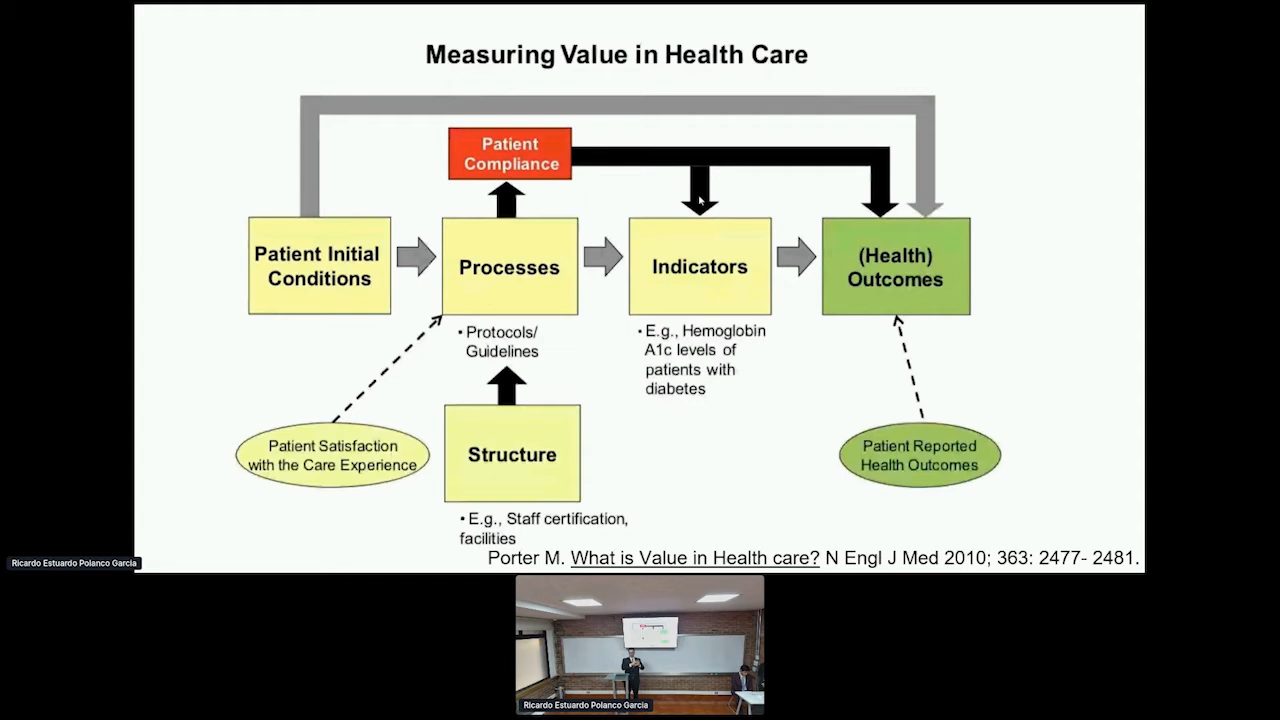 Measuring Value in Health Care
Patient
Compliance
Patient Initial
Conditions
Processes
Indicators
(Health)
Outcomes
• Protocols/
Guidelines
• E.g., Hemoglobin
A1c levels of
patients with
diabetes
Patient Satisfaction
with the Care Experience
Structure
Patient Reported
Health Outcomes
• E.g., Staff certification,
facilities
Porter M. What is Value in Health care? N Engl J Med 2010; 363: 2477- 2481.
Ricardo Estuardo Polanco Garcia
Ricardo Estuardo Polanco Garcia